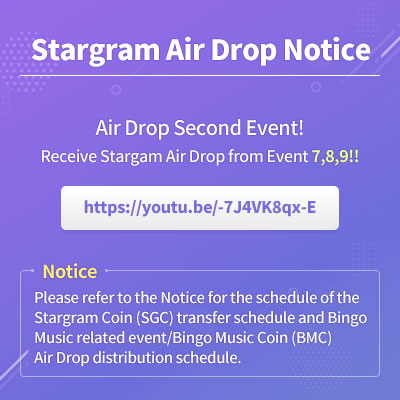 Stargram Air Drop Notice
Air Drop Second Event!
Receive Stargam Air Drop from Event 7,8,9!!
https://youtu.be/-7J4VK8qx-E
Notice
Please refer to the Notice for the schedule of the
Stargram Coin (SGC) transfer schedule and Bingo
Music related event/Bingo Music Coin (BMC)
Air Drop distribution schedule.